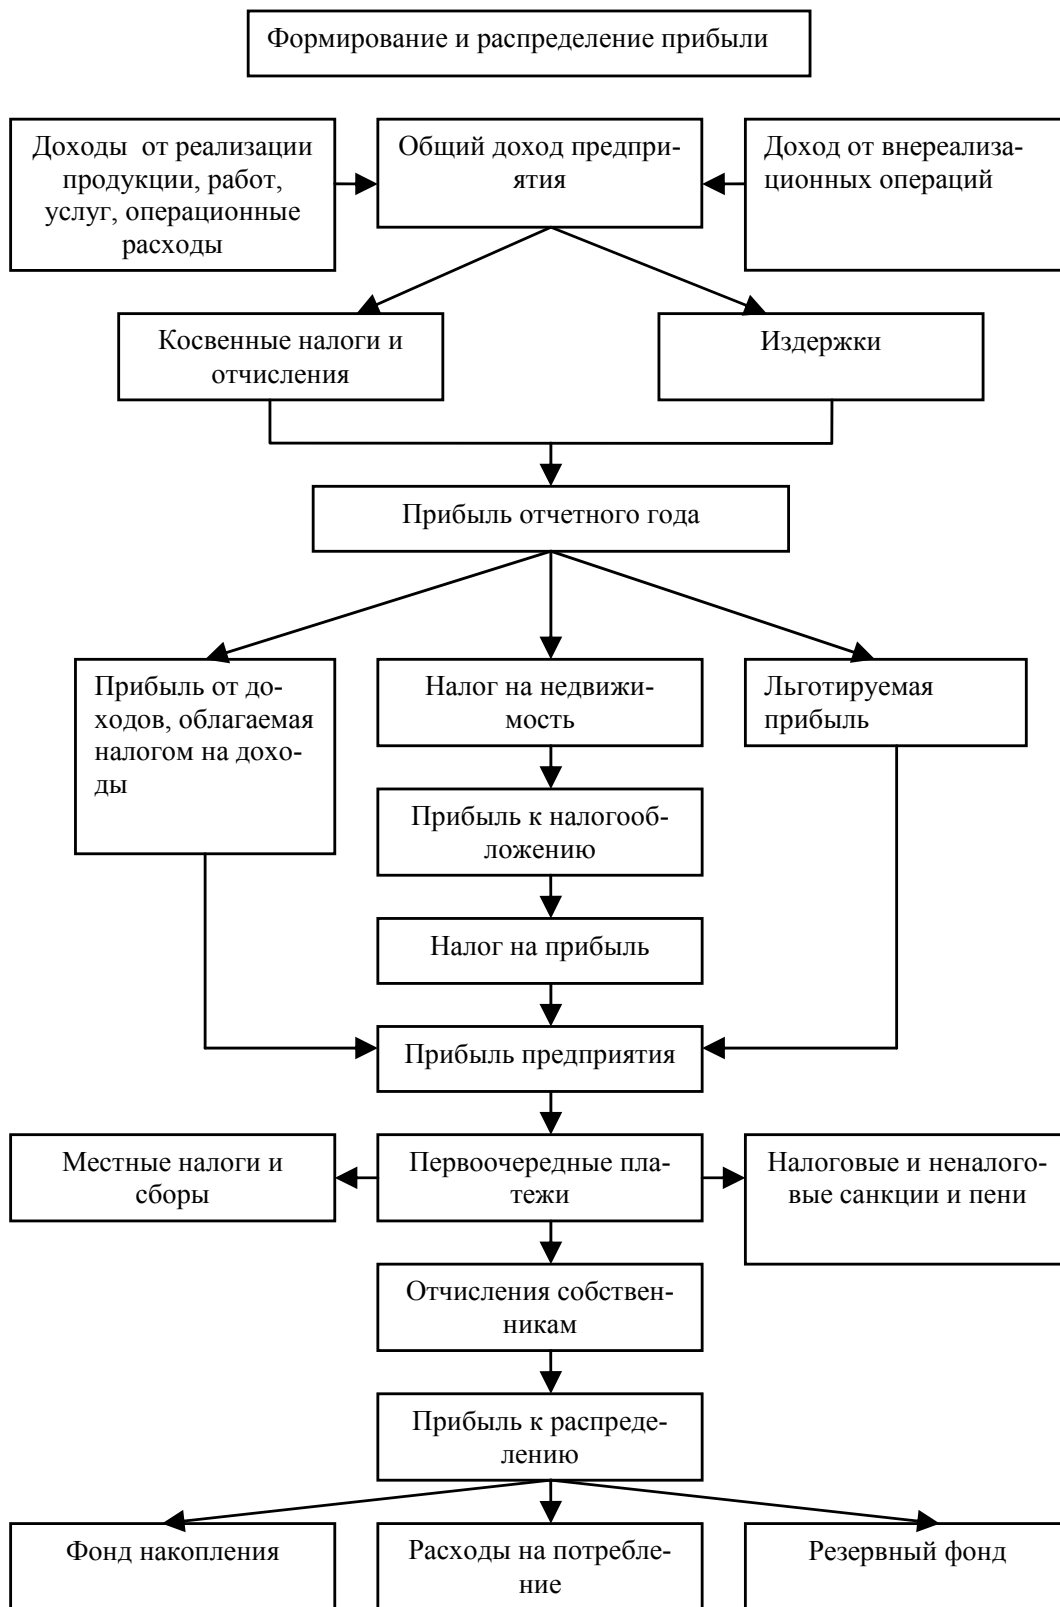 Формирование и распределение прибыли
Доходы  от реализации
продукции, работ,
услуг, операционные
расходы
Общий доход предпри-
ятия
Доход от внереализа-
ционных операций
Косвенные налоги и
отчисления
Издержки
Прибыль отчетного года
Прибыль от до-
ходов, облагаемая
налогом на дохо-
ды
Налог на недвижи-
мость
Льготируемая
прибыль
Прибыль к налогооб-
ложению
Налог на прибыль
Прибыль предприятия
Местные налоги и
сборы
Первоочередные пла-
тежи
Налоговые и неналого-
вые санкции и пени
Отчисления собствен-
никам
Прибыль к распреде-
лению
Фонд накопления
Расходы на потребле-
ние
Резервный фонд